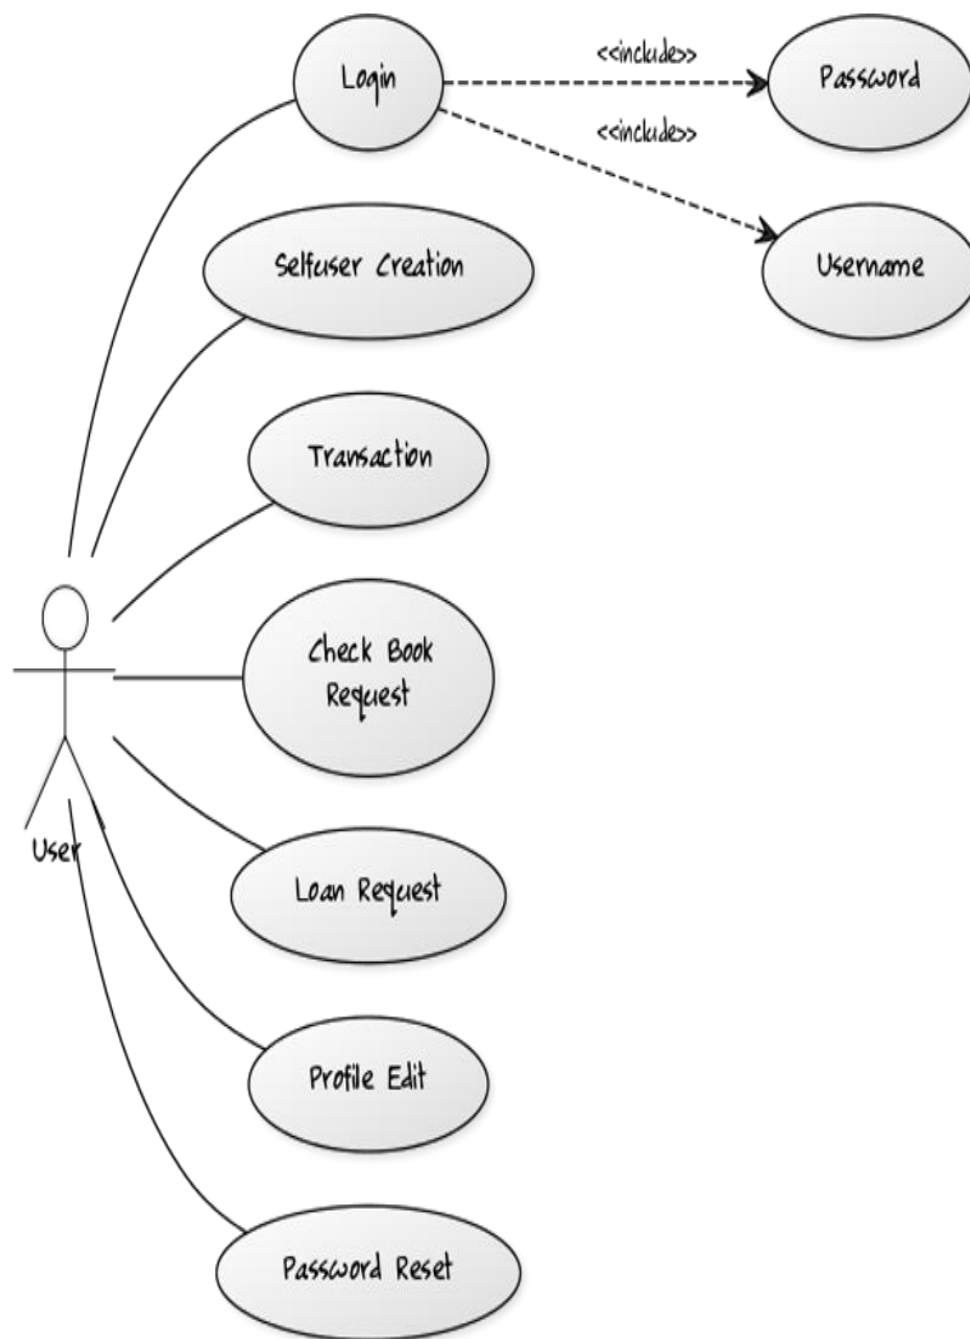 Login
<<include>>
Password
<<include>>
Username
Selfuser Creation
Transaction
Check Book
Request
User
Loan Request
Profile Edit
Password Reset